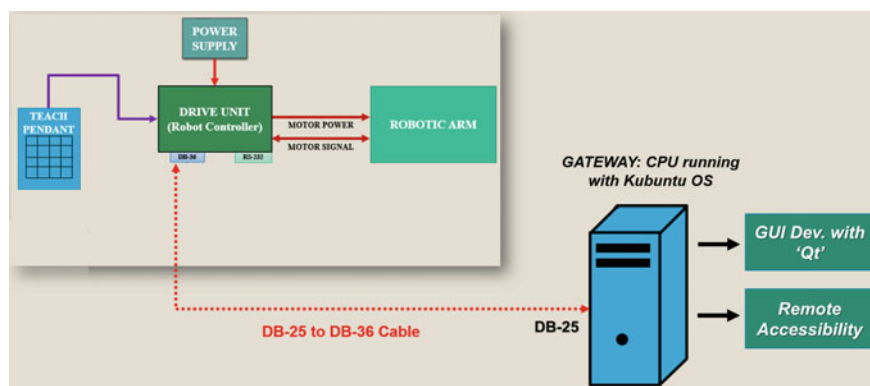 POWER
SUPPLY
TEACH
PENDANT
DRIVE UNIT
(Robot Controller)
DB-36
RS-232
MOTOR POWER
MOTOR SIGNAL
ROBOTIC ARM
GATEWAY: CPU running
with Kubuntu OS
GUI Dev. with
‘Qt’
Remote
Accessibility
DB-25
DB-25 to DB-36 Cable